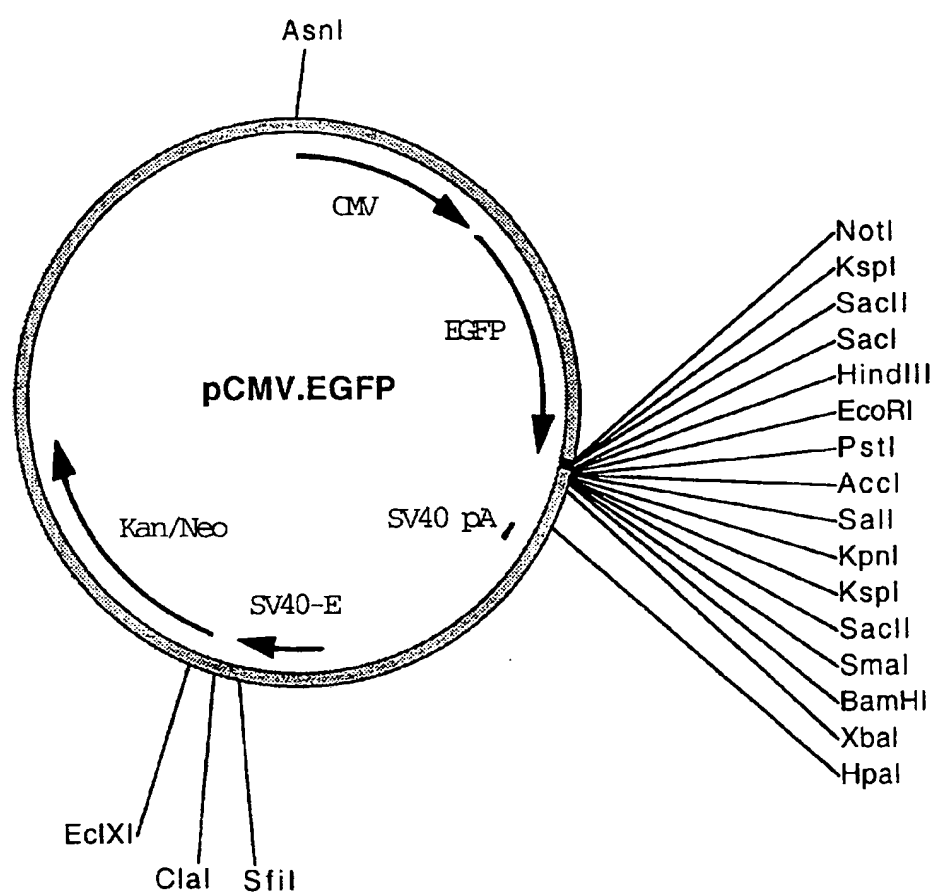 AsnI
CMV
EGFP
pCMV.EGFP
Kan/Neo
SV40 pA
SV40-E
NotI
KspI
SacII
SacI
HindIII
EcoRI
PstI
AccI
SalI
KpnI
KspI
SacII
SmaI
BamHI
XbaI
HpaI
EclXI
ClaI
SfiI